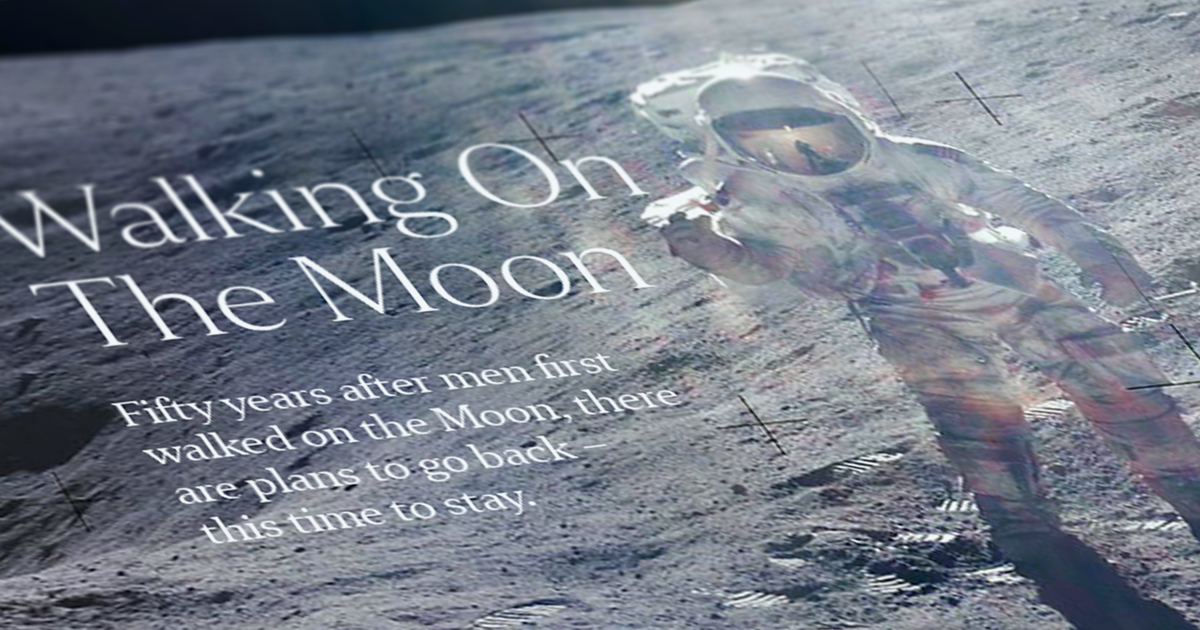 Walking On
The Moon
Fifty years after men first
walked on the Moon, there
are plans to go back –
this time to stay.